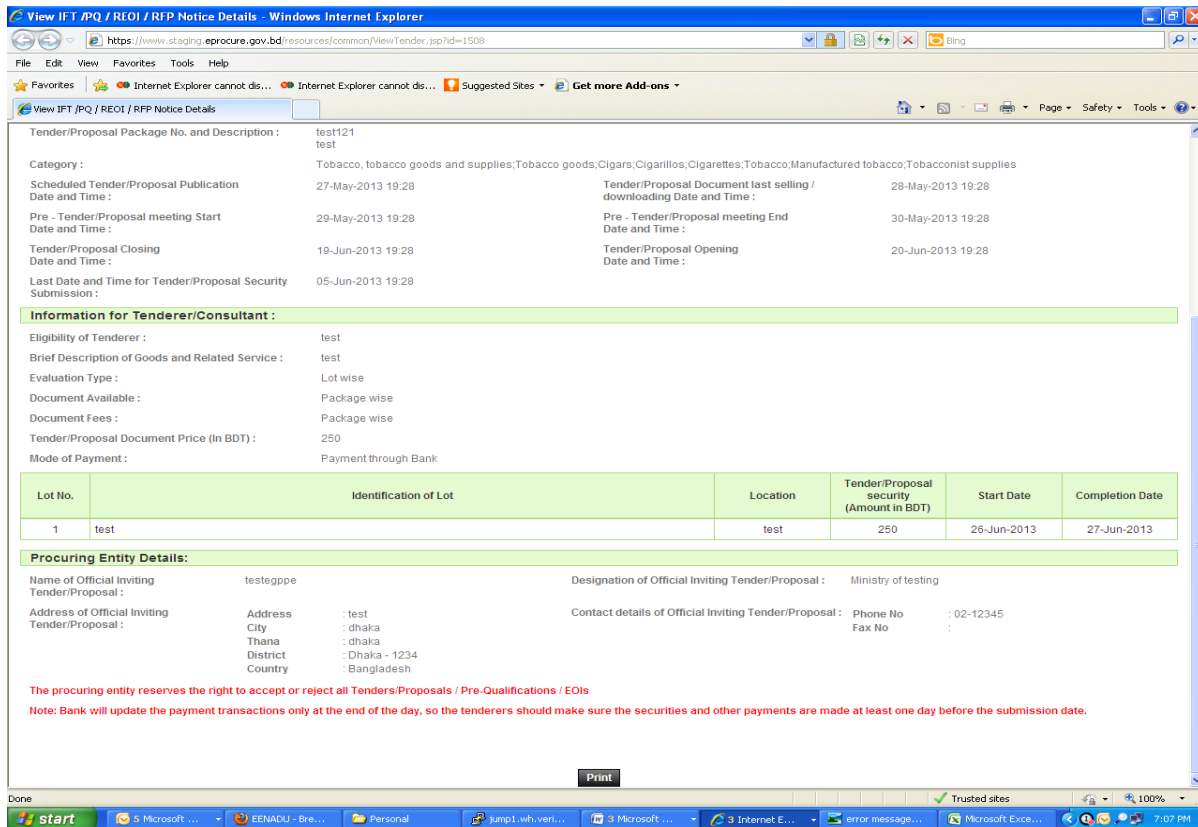 View IFT /PQ / REOI / RFP Notice Details - Windows Internet Explorer
https://www.staging.eprocure.gov.bd/resources/common/ViewTender.jsp?id=1508
Bing
File Edit View Favorites Tools Help
Favorites Internet Explorer cannot dis... Internet Explorer cannot dis... Suggested Sites Get more Add-ons
View IFT /PQ / REOI / RFP Notice Details Page Safety Tools
Tender/Proposal Package No. and Description : test121
test
Category : Tobacco, tobacco goods and supplies;Tobacco goods;Cigars;Cigarillos;Cigarettes;Tobacco;Manufactured tobacco;Tobacconist supplies
Scheduled Tender/Proposal Publication Date and Time : 27-May-2013 19:28 Tender/Proposal Document last selling / downloading Date and Time : 28-May-2013 19:28
Pre - Tender/Proposal meeting Start Date and Time : 29-May-2013 19:28 Pre - Tender/Proposal meeting End Date and Time : 30-May-2013 19:28
Tender/Proposal Closing Date and Time : 19-Jun-2013 19:28 Tender/Proposal Opening Date and Time : 20-Jun-2013 19:28
Last Date and Time for Tender/Proposal Security Submission : 05-Jun-2013 19:28
Information for Tenderer/Consultant :
Eligibility of Tenderer : test
Brief Description of Goods and Related Service : test
Evaluation Type : Lot wise
Document Available : Package wise
Document Fees : Package wise
Tender/Proposal Document Price (In BDT) : 250
Mode of Payment : Payment through Bank
Lot No. Identification of Lot Location Tender/Proposal security (Amount in BDT) Start Date Completion Date
1 test test 250 26-Jun-2013 27-Jun-2013
Procuring Entity Details:
Name of Official Inviting Tender/Proposal : testegppe Designation of Official Inviting Tender/Proposal : Ministry of testing
Address of Official Inviting Tender/Proposal : Address : test Contact details of Official Inviting Tender/Proposal : Phone No : 02-12345
City : dhaka Fax No :
Thana : dhaka
District : Dhaka - 1234
Country : Bangladesh
The procuring entity reserves the right to accept or reject all Tenders/Proposals / Pre-Qualifications / EOIs
Note: Bank will update the payment transactions only at the end of the day, so the tenderers should make sure the securities and other payments are made at least one day before the submission date.
Print
Done Trusted sites 100%
start 5 Microsoft ... EENADU - Bre... Personal jump1.wh.veri... 3 Microsoft ... 3 Internet E... error message... Microsoft Exce... 7:07 PM